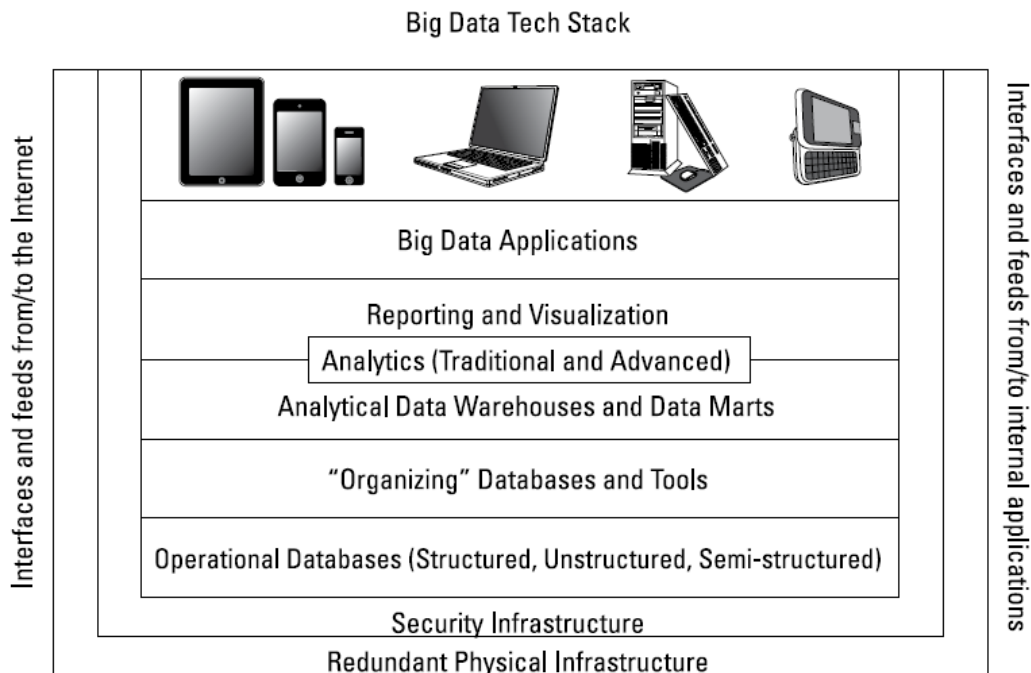 Big Data Tech Stack
Interfaces and feeds from/to the Internet
Big Data Applications
Reporting and Visualization
Analytics (Traditional and Advanced)
Analytical Data Warehouses and Data Marts
“Organizing” Databases and Tools
Operational Databases (Structured, Unstructured, Semi-structured)
Security Infrastructure
Redundant Physical Infrastructure
Interfaces and feeds from/to internal applications